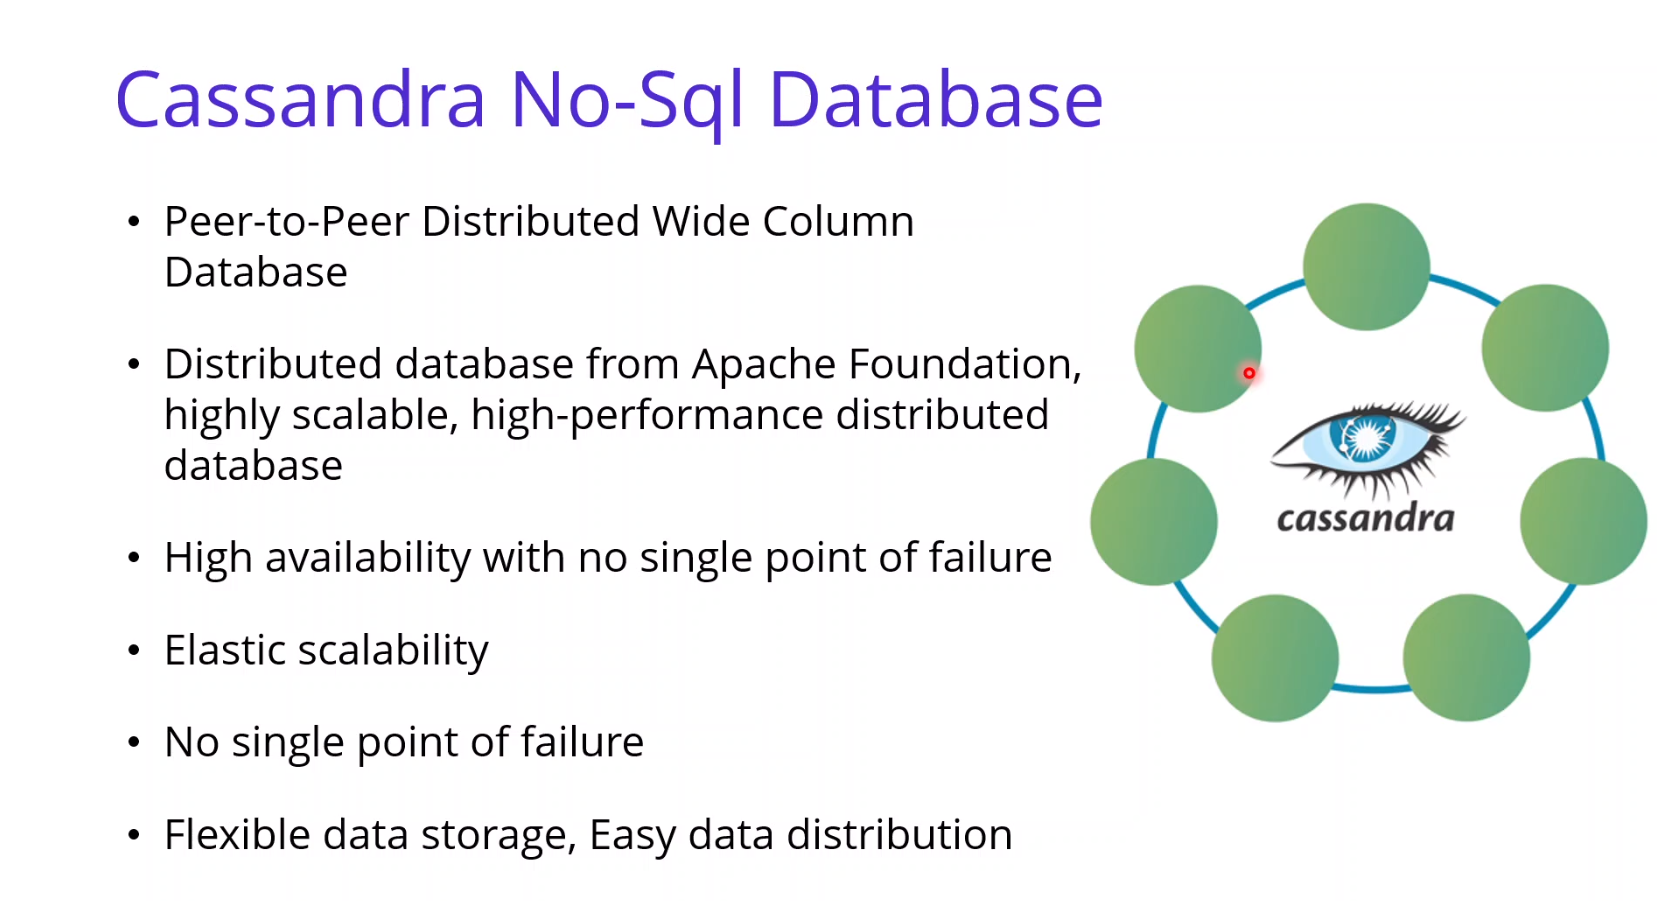 Cassandra No-Sql Database
• Peer-to-Peer Distributed Wide Column
Database
• Distributed database from Apache Foundation,
highly scalable, high-performance distributed
database
• High availability with no single point of failure
• Elastic scalability
• No single point of failure
• Flexible data storage, Easy data distribution
cassandra